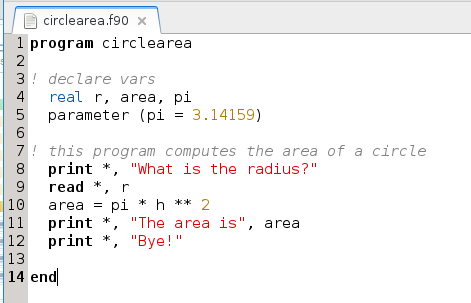 circlearea.f90
1 program circlearea
2
3 ! declare vars
4 real r, area, pi
5 parameter (pi = 3.14159)
6
7 ! this program computes the area of a circle
8 print *, "What is the radius?"
9 read *, r
10 area = pi * h ** 2
11 print *, "The area is", area
12 print *, "Bye!"
13
14 end